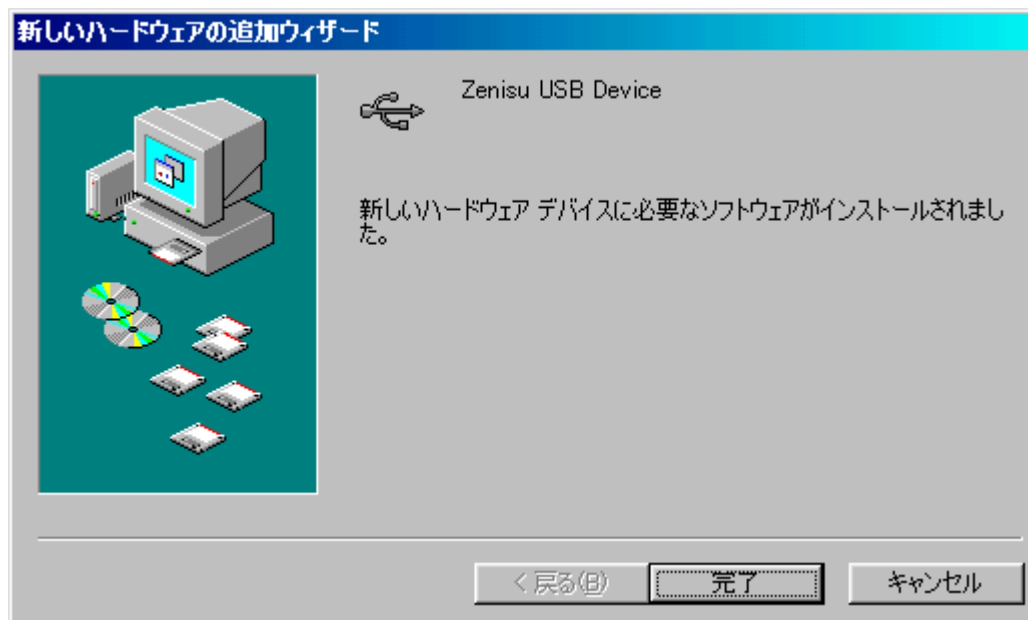 新しいハードウェアの追加ウィザード
Zenisu USB Device
新しいハードウェア デバイスに必要なソフトウェアがインストールされまし
た。
< 戻る(B)
完了
キャンセル